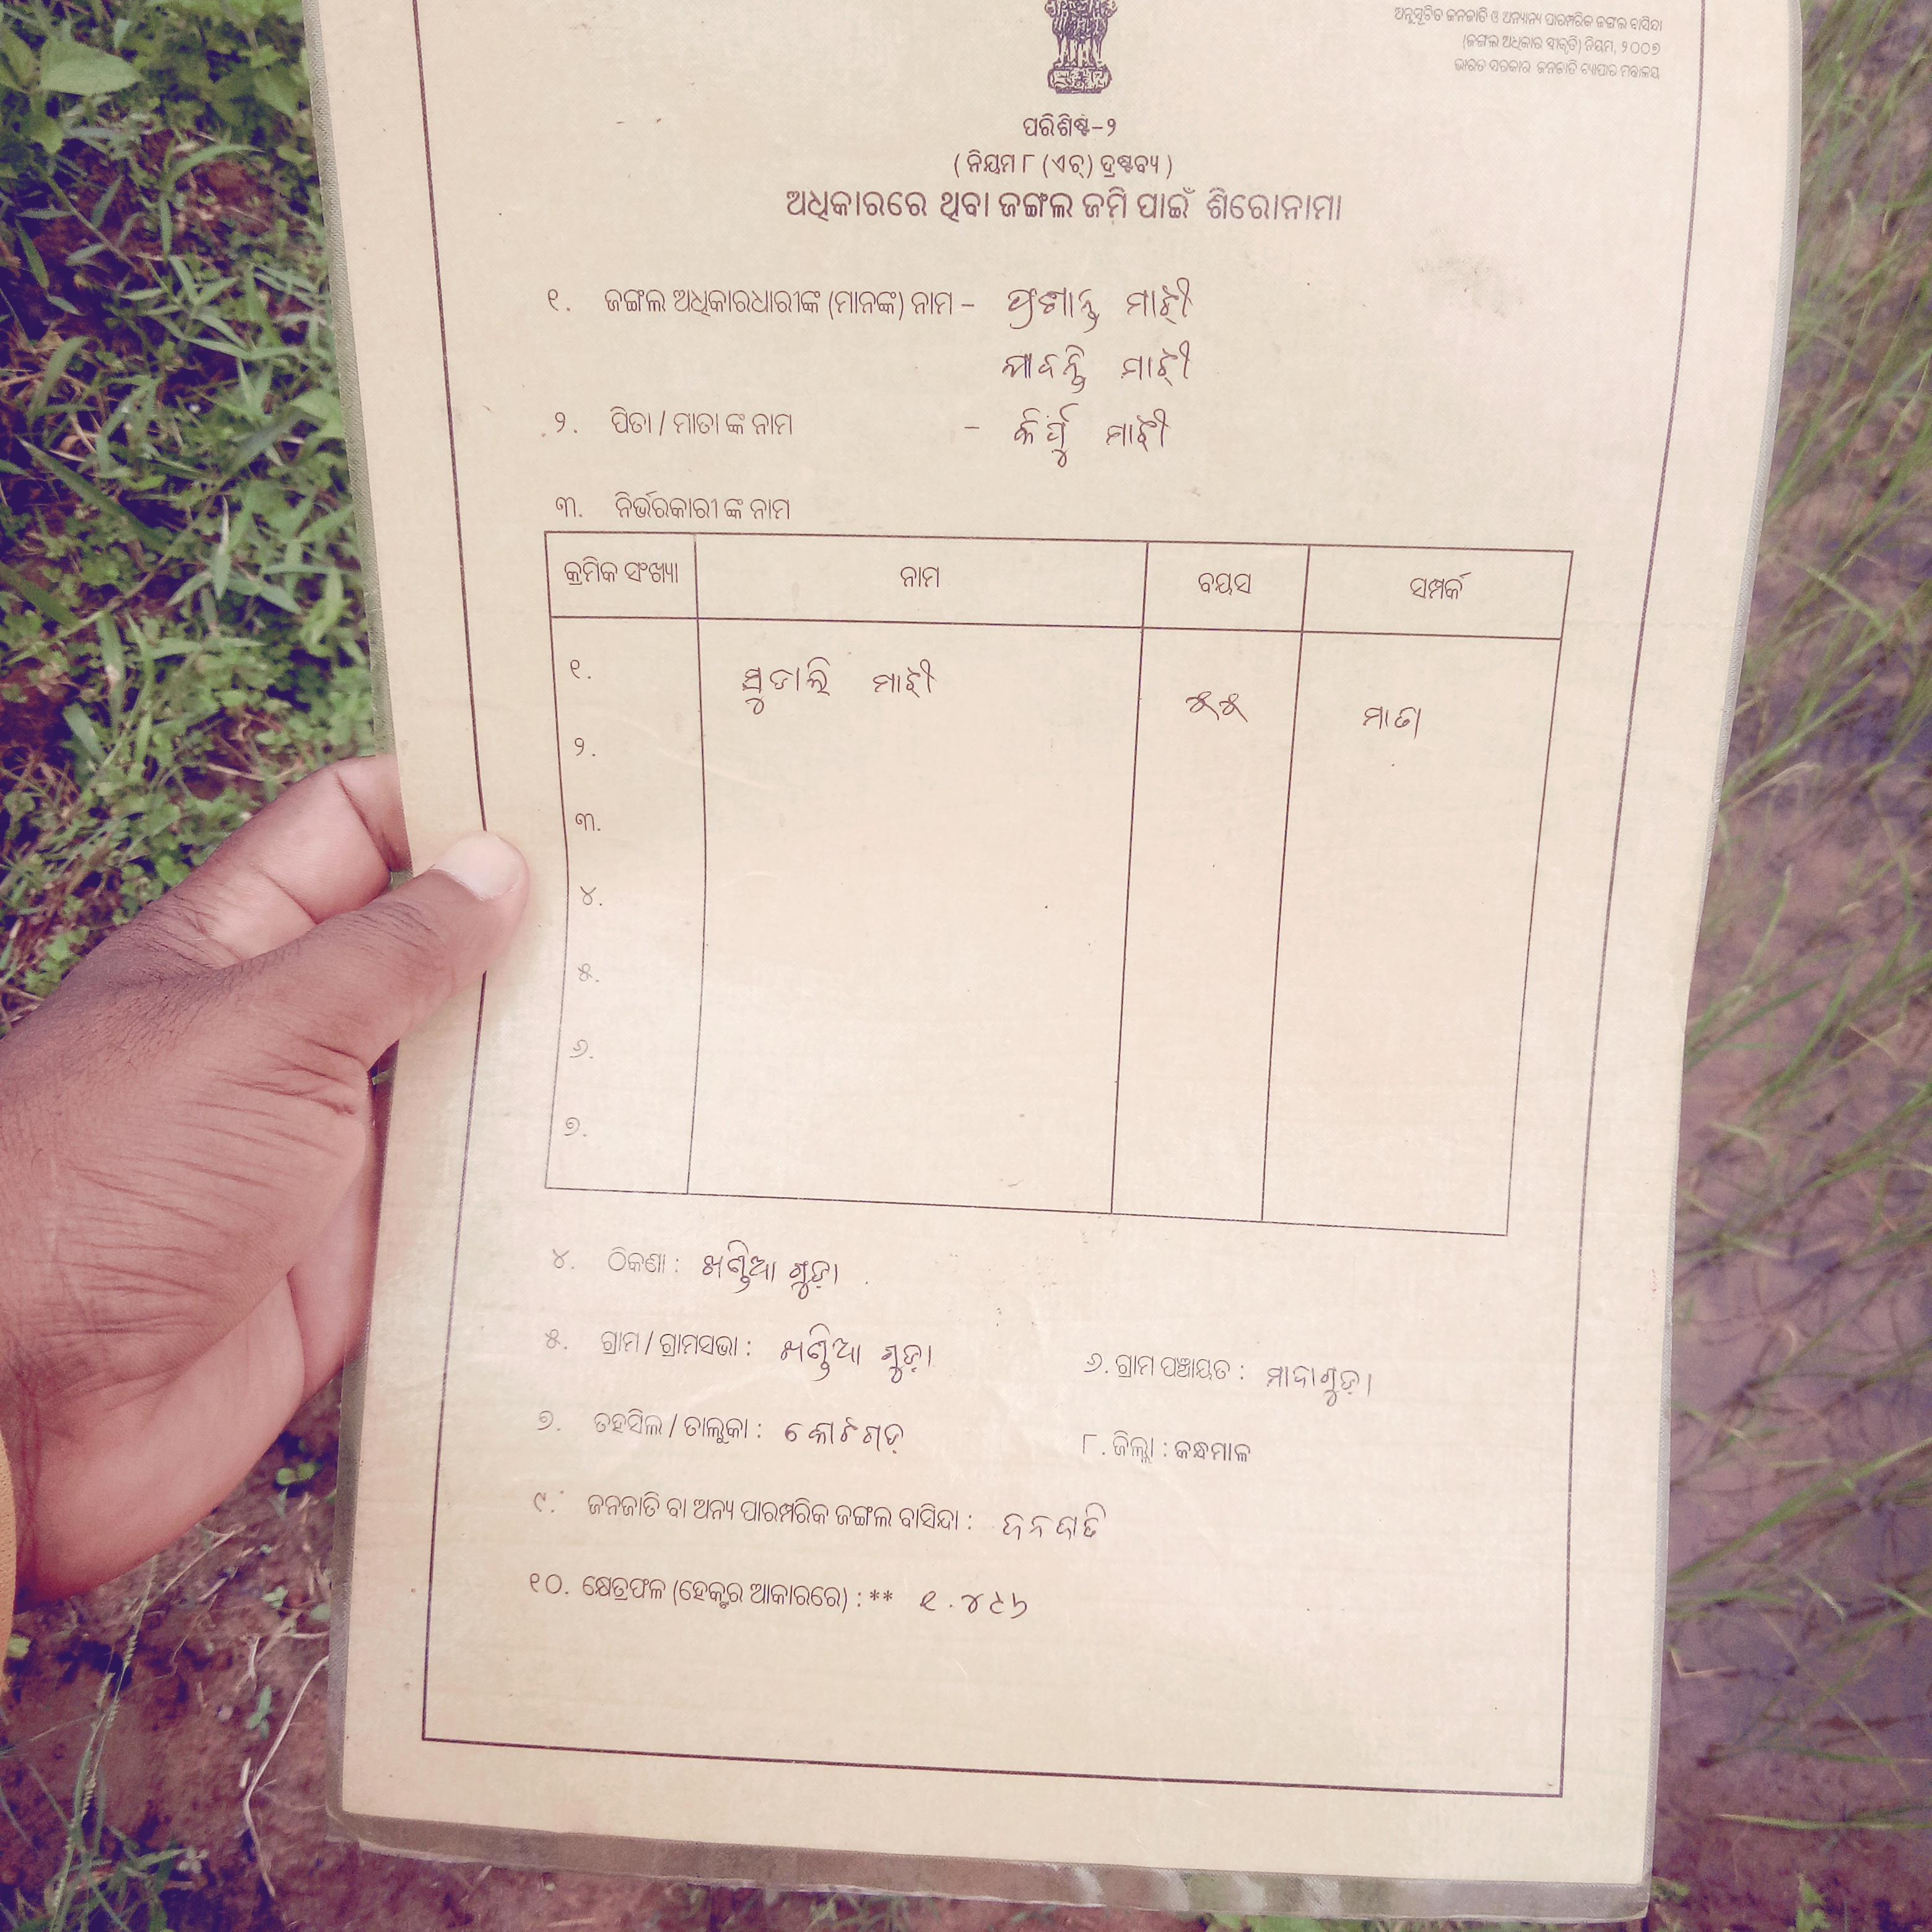 ଅନୁସୂଚିତ ଜନଜାତି ଓ ଅନ୍ୟାନ୍ୟ ପାରମ୍ପରିକ ଜଙ୍ଗଲ ବାସିନ୍ଦା
(ଜଙ୍ଗଲ ଅଧିକାର ସ୍ୱୀକୃତି) ନିୟମ, ୨୦୦୭
ଭାରତ ସରକାର ଜନଜାତି ବ୍ୟାପାର ମନ୍ତ୍ରାଳୟ
ପରିଶିଷ୍ଟ-୨
( ନିୟମ ୮ (ଏଚ୍) ଦ୍ରଷ୍ଟବ୍ୟ )
ଅଧିକାରରେ ଥିବା ଜଙ୍ଗଲ ଜମି ପାଇଁ ଶିରୋନାମା
୧. ଜଙ୍ଗଲ ଅଧିକାରଧାରୀଙ୍କ (ମାନଙ୍କ) ନାମ – ପ୍ରଶାନ୍ତ ମାଝୀ
ମାଝୀ
୨. ପିତା / ମାତା ଙ୍କ ନାମ – ମାଝୀ
୩. ନିର୍ଭରକାରୀ ଙ୍କ ନାମ
କ୍ରମିକ ସଂଖ୍ୟା ନାମ ବୟସ ସମ୍ପର୍କ
୧. ମାଝୀ ୫୫ ମାତା
୨.
୩.
୪.
୫.
୬.
୭.
୪. ଠିକଣା : ଖଣ୍ଡିଆ ଗୁଡ଼ା
୫. ଗ୍ରାମ / ଗ୍ରାମସଭା : ଖଣ୍ଡିଆ ଗୁଡ଼ା ୬. ଗ୍ରାମ ପଞ୍ଚାୟତ :
୭. ତହସିଲ / ତାଲୁକା : କୋଟଗଡ଼ ୮. ଜିଲ୍ଲା : କନ୍ଧମାଳ
୯. ଜନଜାତି ବା ଅନ୍ୟ ପାରମ୍ପରିକ ଜଙ୍ଗଲ ବାସିନ୍ଦା : ଜନଜାତି
୧୦. କ୍ଷେତ୍ରଫଳ (ହେକ୍ଟର ଆକାରରେ) : ** ୧.୪୯୬